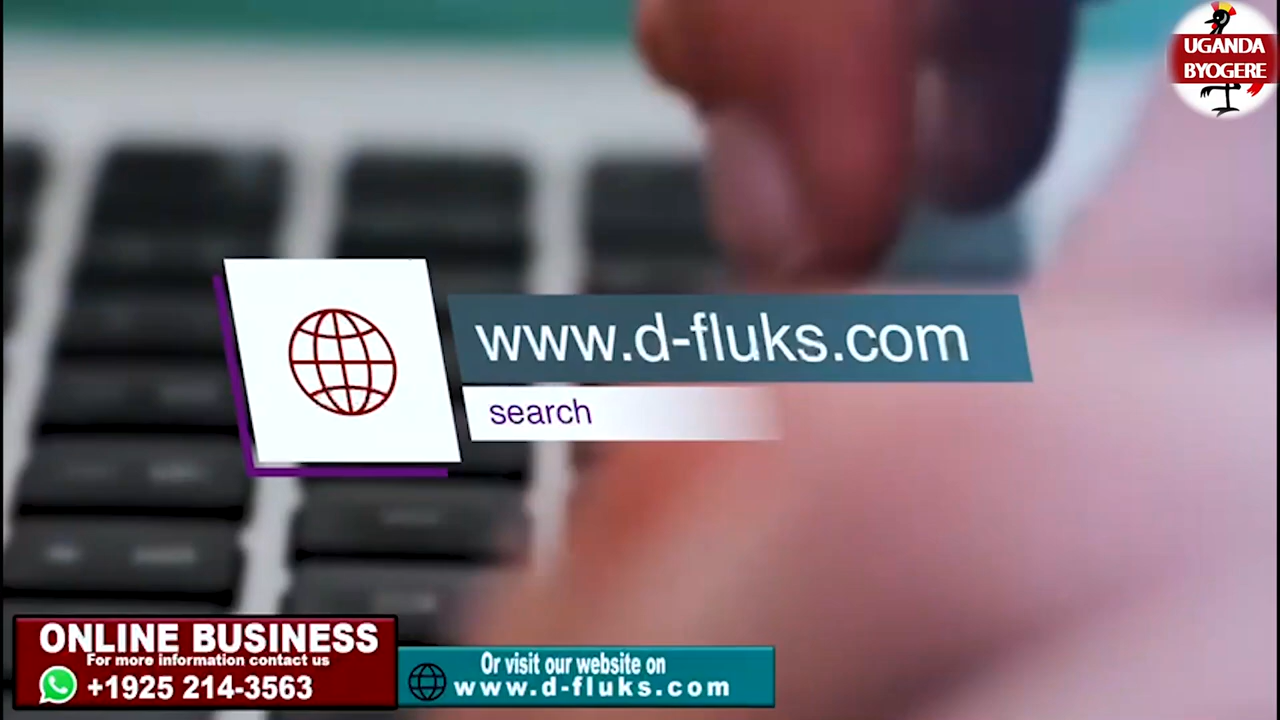 UGANDA
BYOGERE
www.d-fluks.com
search
ONLINE BUSINESS
For more information contact us
+1925 214-3563
Or visit our website on
www.d-fluks.com